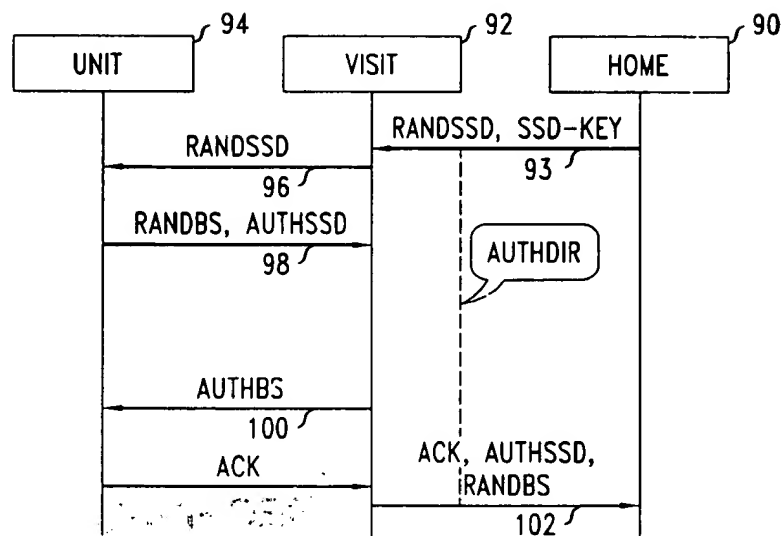 94
92
90
UNIT
VISIT
HOME
RANDSSD, SSD-KEY
93
RANDSSD
96
RANDBS, AUTHSSD
98
AUTHDIR
AUTHBS
100
ACK
ACK, AUTHSSD,
RANDBS
102